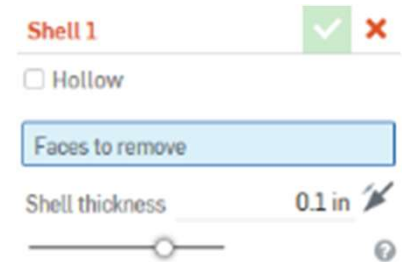 Shell 1
Hollow
Faces to remove
Shell thickness 0.1 in